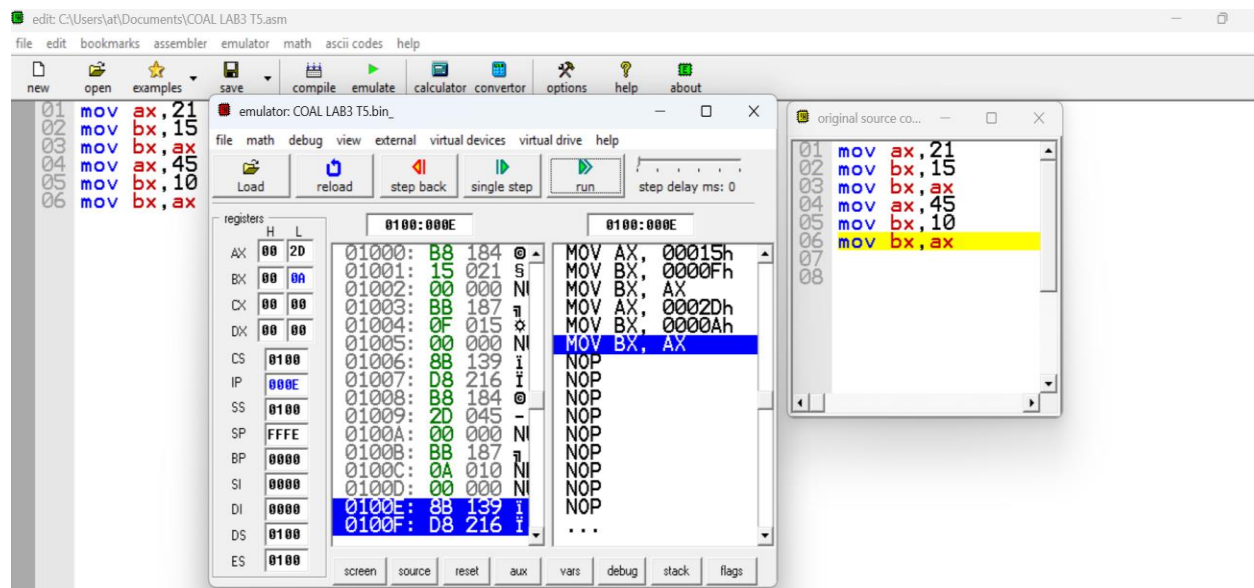 edit: C:\Users\at\Documents\COAL LAB3 T5.asm
file edit bookmarks assembler emulator math ascii codes help
new open examples save compile emulate calculator convertor options help about
01 mov ax,21
02 mov bx,15
03 mov bx,ax
04 mov ax,45
05 mov bx,10
06 mov bx,ax
emulator: COAL LAB3 T5.bin_
file math debug view external virtual devices virtual drive help
Load reload step back single step run step delay ms: 0
registers
H L
AX 00 2D
BX 00 0A
CX 00 00
DX 00 00
CS 0100
IP 000E
SS 0100
SP FFFE
BP 0000
SI 0000
DI 0000
DS 0100
ES 0100
0100:000E
01000: B8 184
01001: 15 021 §
01002: 00 000 NU
01003: BB 187 ╗
01004: 0F 015 ☼
01005: 00 000 NU
01006: 8B 139 ï
01007: D8 216
01008: B8 184
01009: 2D 045 -
0100A: 00 000 NU
0100B: BB 187 ╗
0100C: 0A 010
0100D: 00 000 NU
0100E: 8B 139 ï
0100F: D8 216
0100:000E
MOV AX, 00015h
MOV BX, 0000Fh
MOV BX, AX
MOV AX, 0002Dh
MOV BX, 0000Ah
MOV BX, AX
NOP
NOP
NOP
NOP
NOP
NOP
NOP
NOP
NOP
...
screen source reset aux vars debug stack flags
original source co...
01 mov ax,21
02 mov bx,15
03 mov bx,ax
04 mov ax,45
05 mov bx,10
06 mov bx,ax
07
08